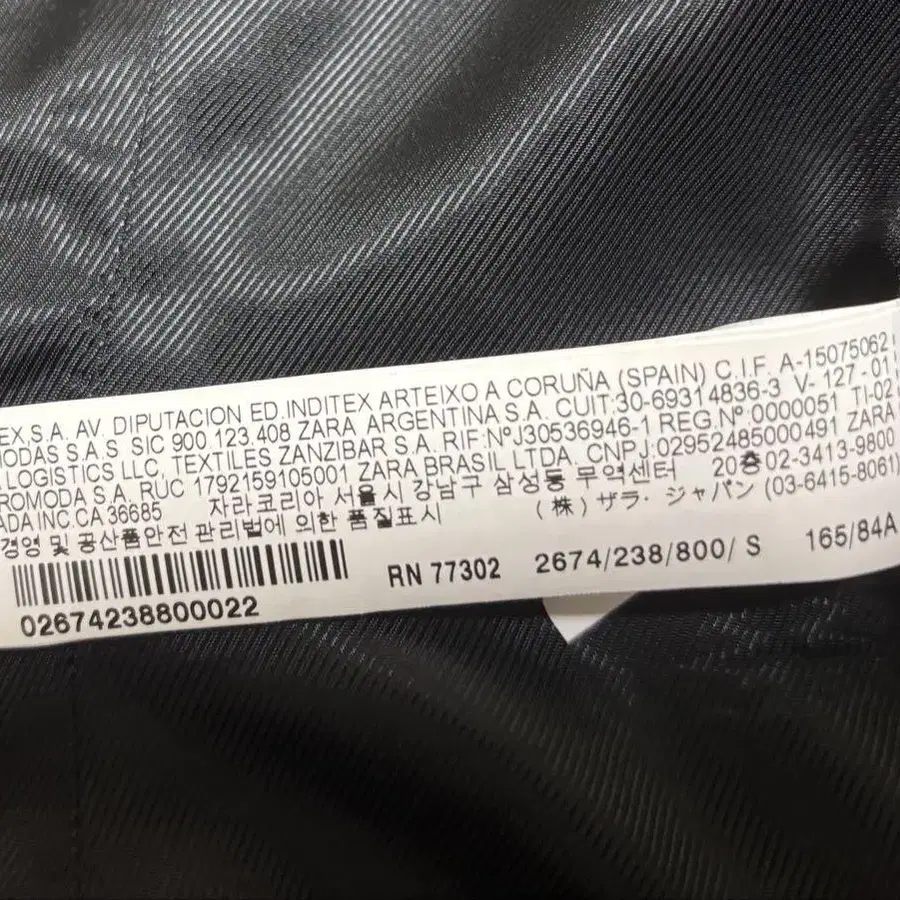 EX,S.A. AV. DIPUTACION ED.INDITEX ARTEIXO A CORUÑA (SPAIN) C.I.F. A-15075062
MODAS S.A.S SIC 900 123 408 ZARA ARGENTINA S.A. CUIT:30-69314836-3 V-127-01
LOGISTICS LLC, TEXTILES ZANZIBAR S.A. RIF:NºJ30536946-1 REG.Nº:0000051 TI-02
ROMODA S.A. RUC 1792159105001 ZARA BRASIL LTDA. CNPJ:02952485000491 ZARA
ADA INC.CA 36685 자라코리아 서울시 강남구 삼성동 무역센터 20층 02-3413-9800
경영 및 공산품안전 관리법에 의한 품질표시 (株) ザラ・ジャパン (03-6415-8061)
RN 77302 2674/238/800/ S 165/84A
02674238800022